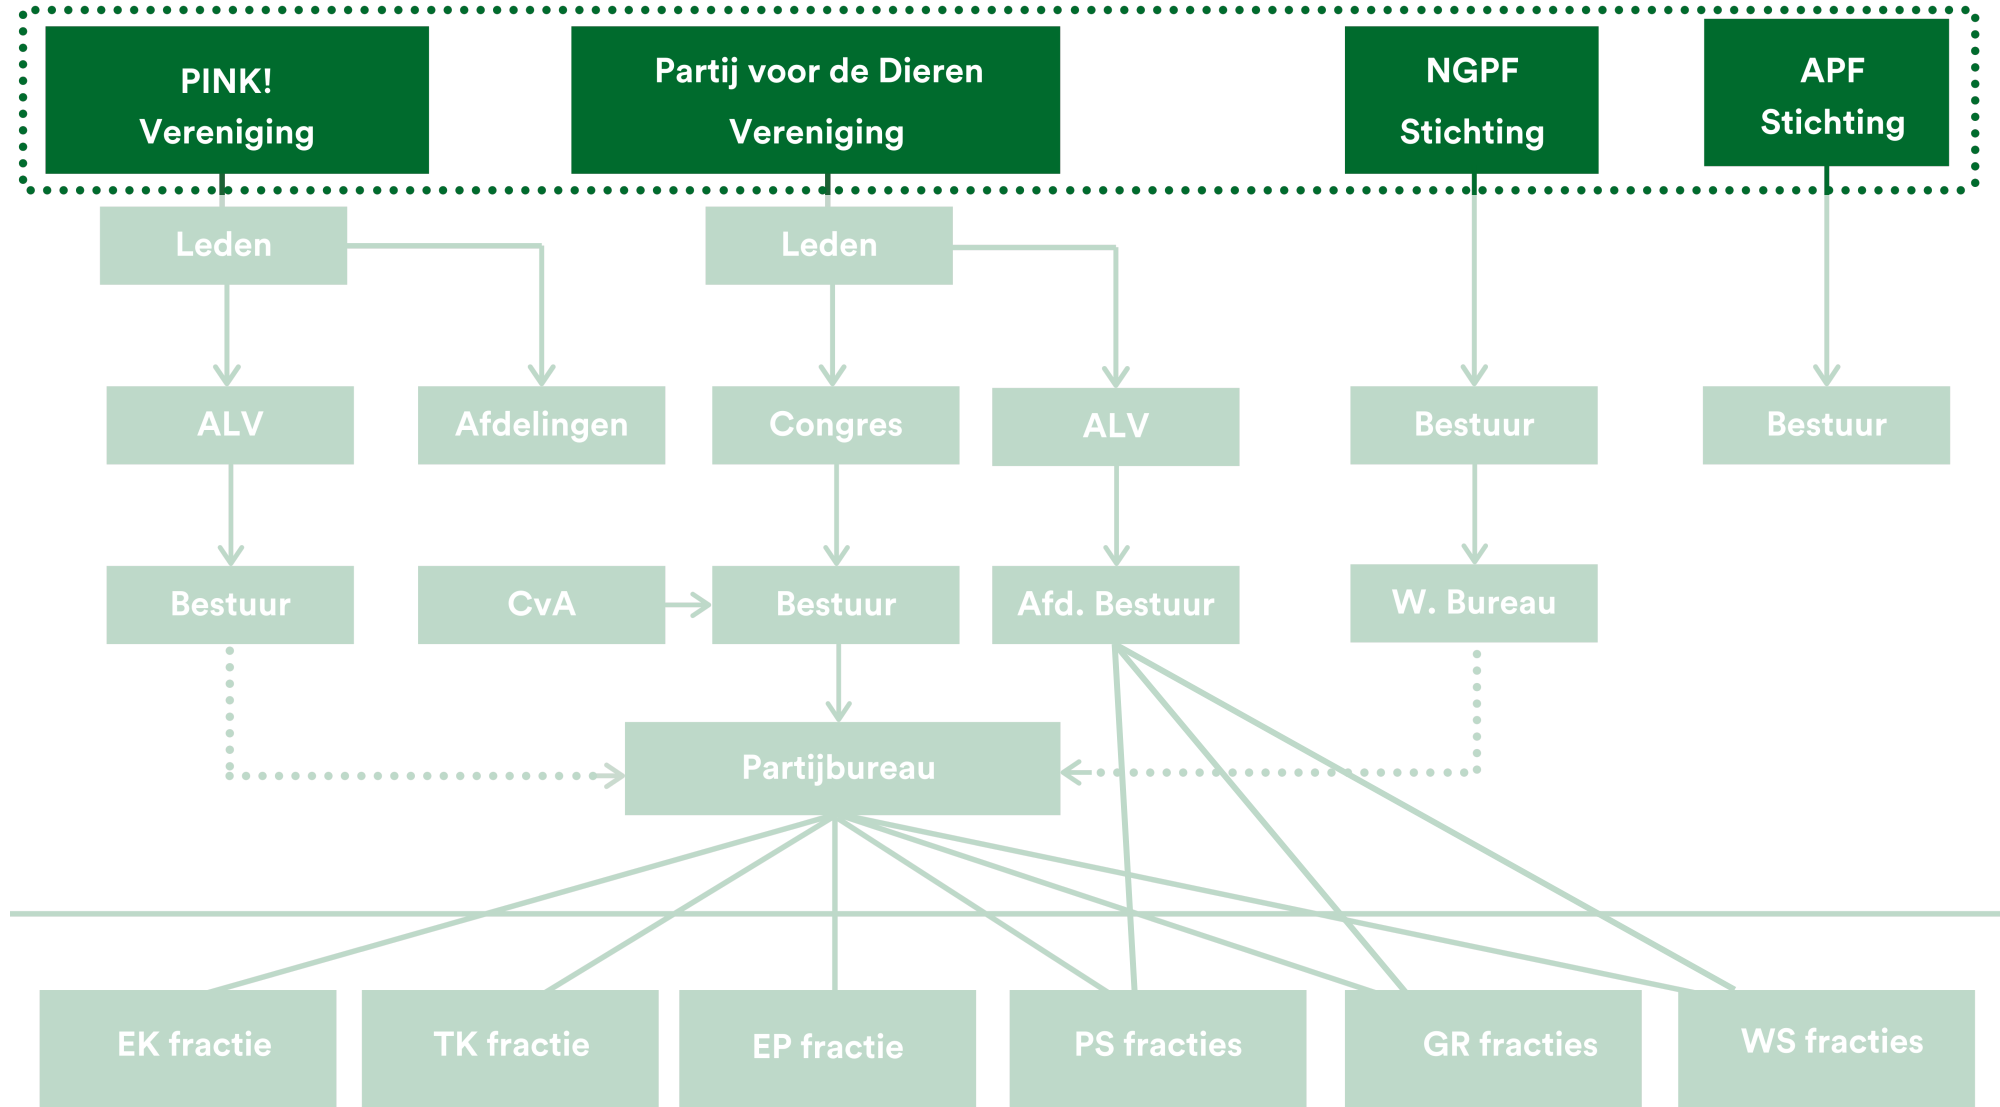 PINK!
Vereniging
Partij voor de Dieren
Vereniging
NGPF
Stichting
APF
Stichting
Leden
Leden
ALV
Afdelingen
Congres
ALV
Bestuur
Bestuur
Bestuur
CvA
Bestuur
Afd. Bestuur
W. Bureau
Partijbureau
EK fractie
TK fractie
EP fractie
PS fracties
GR fracties
WS fracties